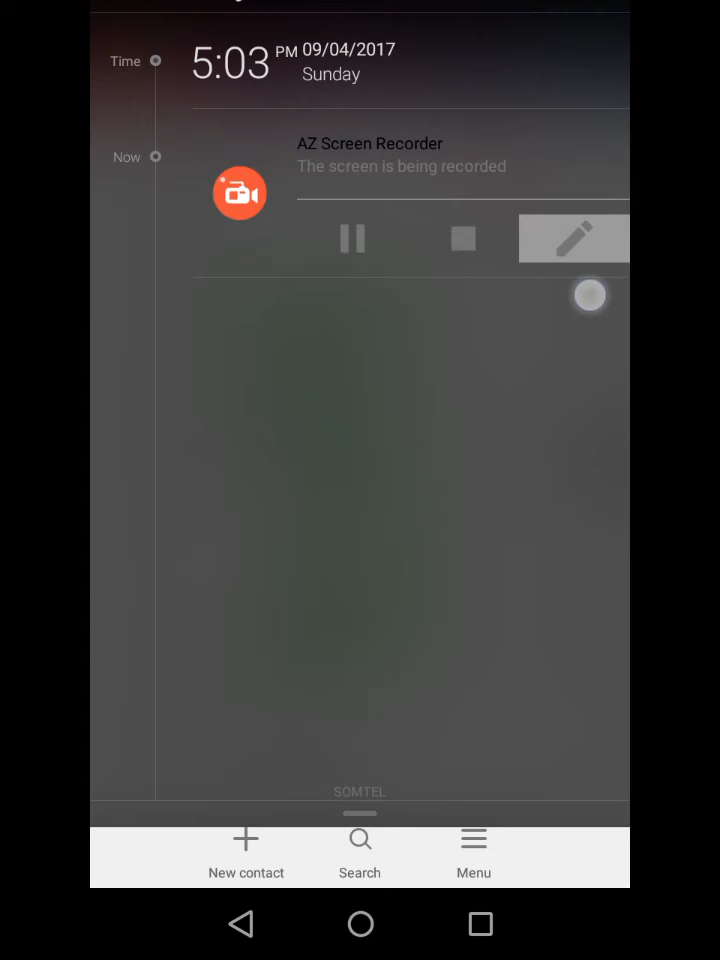 Time
5:03 PM 09/04/2017
Sunday
Now
AZ Screen Recorder
The screen is being recorded
SOMTEL
New contact
Search
Menu